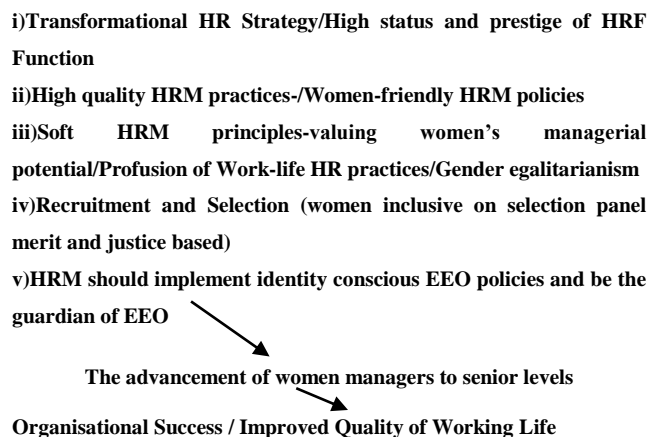 i)Transformational HR Strategy/High status and prestige of HRF
Function
ii)High quality HRM practices-/Women-friendly HRM policies
iii)Soft HRM principles-valuing women's managerial
potential/Profusion of Work-life HR practices/Gender egalitarianism
iv)Recruitment and Selection (women inclusive on selection panel
merit and justice based)
v)HRM should implement identity conscious EEO policies and be the
guardian of EEO
The advancement of women managers to senior levels
Organisational Success / Improved Quality of Working Life